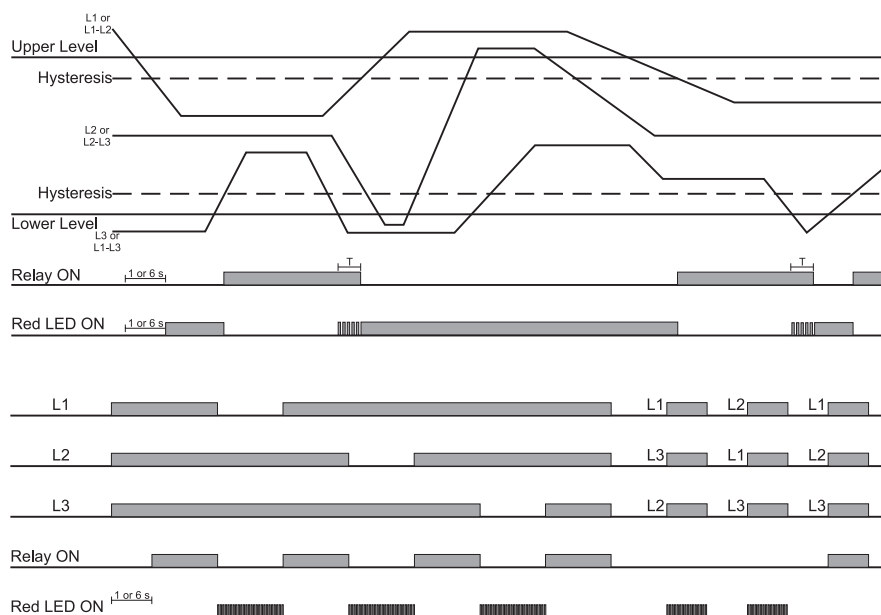 L1 or
L1-L2
Upper Level
Hysteresis
L2 or
L2-L3
Hysteresis
Lower Level
L3 or
L1-L3
T T
Relay ON 1 or 6 s
Red LED ON 1 or 6 s
L1 L1 L2 L1
L2 L3 L1 L2
L3 L2 L3 L3
Relay ON
Red LED ON 1 or 6 s